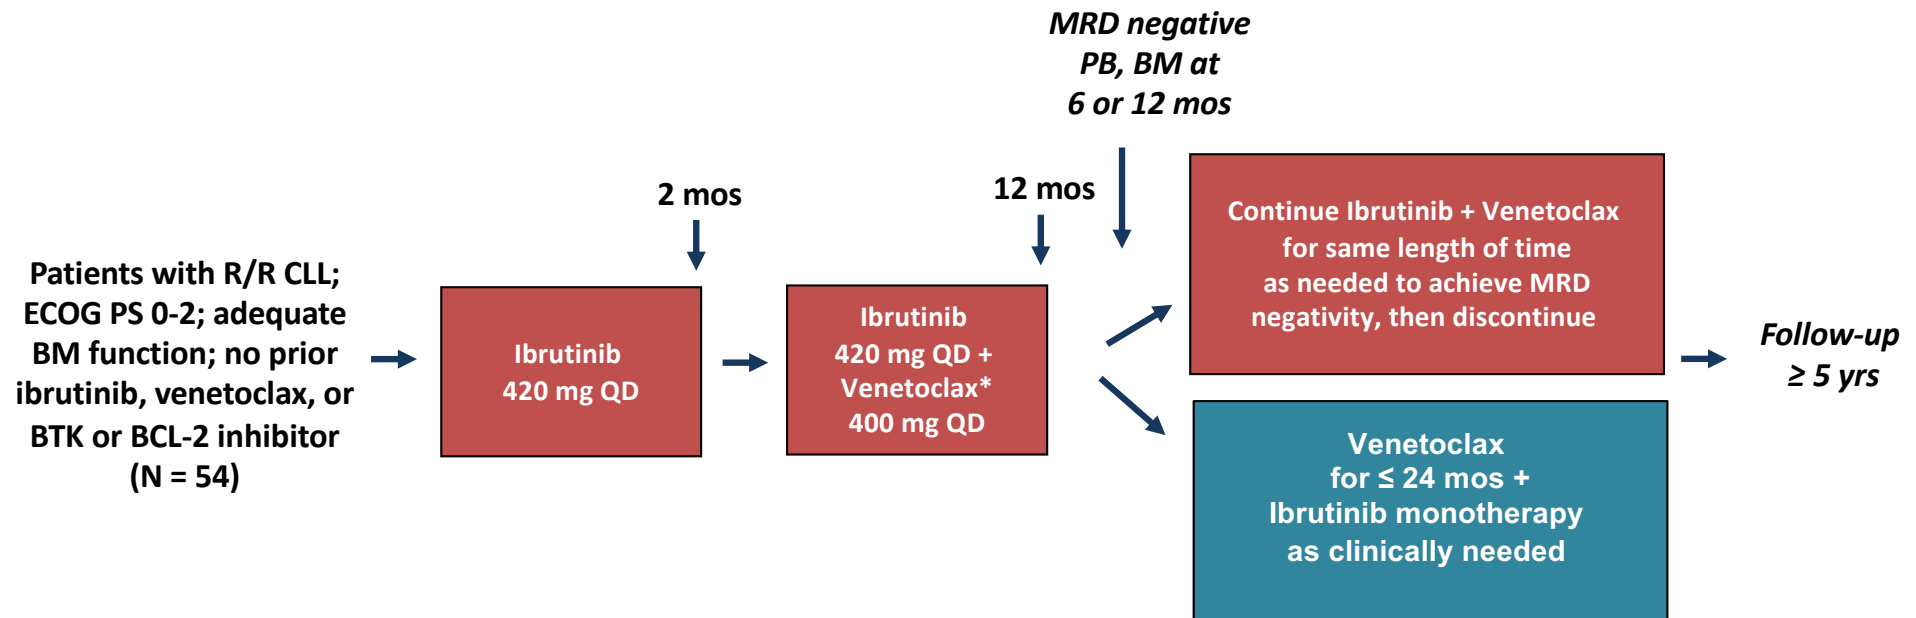 MRD negative
PB, BM at
6 or 12 mos
2 mos
12 mos
Patients with R/R CLL;
ECOG PS 0-2; adequate
BM function; no prior
ibrutinib, venetoclax, or
BTK or BCL-2 inhibitor
(N = 54)
Ibrutinib
420 mg QD
Ibrutinib
420 mg QD +
Venetoclax*
400 mg QD
Continue Ibrutinib + Venetoclax
for same length of time
as needed to achieve MRD
negativity, then discontinue
Venetoclax
for ≤ 24 mos +
Ibrutinib monotherapy
as clinically needed
Follow-up
≥ 5 yrs